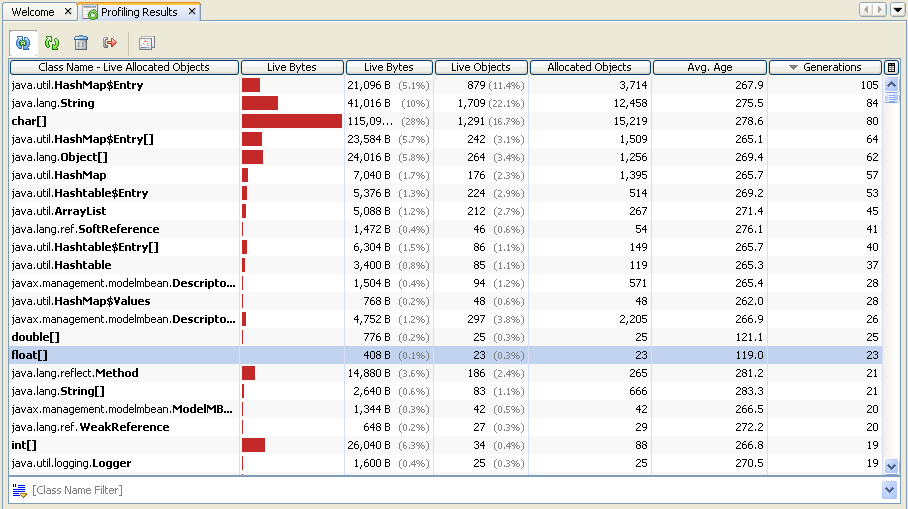 Welcome Profiling Results
Class Name - Live Allocated Objects Live Bytes Live Bytes Live Objects Allocated Objects Avg. Age Generations
java.util.HashMap$Entry 21,096 B (5.1%) 879 (11.4%) 3,714 267.9 105
java.lang.String 41,016 B (10%) 1,709 (22.1%) 12,458 275.5 84
char[] 115,09... (28%) 1,291 (16.7%) 15,219 278.6 80
java.util.HashMap$Entry[] 23,584 B (5.7%) 242 (3.1%) 1,509 265.1 64
java.lang.Object[] 24,016 B (5.8%) 264 (3.4%) 1,256 269.4 62
java.util.HashMap 7,040 B (1.7%) 176 (2.3%) 1,395 265.7 57
java.util.Hashtable$Entry 5,376 B (1.3%) 224 (2.9%) 514 269.2 53
java.util.ArrayList 5,088 B (1.2%) 212 (2.7%) 267 271.4 45
java.lang.ref.SoftReference 1,472 B (0.4%) 46 (0.6%) 54 276.1 41
java.util.Hashtable$Entry[] 6,304 B (1.5%) 86 (1.1%) 149 265.7 40
java.util.Hashtable 3,400 B (0.8%) 85 (1.1%) 119 265.3 37
javax.management.modelmbean.Descripto... 1,504 B (0.4%) 94 (1.2%) 571 265.4 28
java.util.HashMap$Values 768 B (0.2%) 48 (0.6%) 48 262.0 28
javax.management.modelmbean.Descripto... 4,752 B (1.2%) 297 (3.8%) 2,205 266.9 26
double[] 776 B (0.2%) 25 (0.3%) 25 121.1 25
float[] 408 B (0.1%) 23 (0.3%) 23 119.0 23
java.lang.reflect.Method 14,880 B (3.6%) 186 (2.4%) 265 281.2 21
java.lang.String[] 2,640 B (0.6%) 83 (1.1%) 666 283.3 21
javax.management.modelmbean.ModelMB... 1,344 B (0.3%) 42 (0.5%) 42 266.5 20
java.lang.ref.WeakReference 648 B (0.2%) 27 (0.3%) 29 272.2 20
int[] 26,040 B (6.3%) 34 (0.4%) 88 266.8 19
java.util.logging.Logger 1,600 B (0.4%) 25 (0.3%) 25 270.5 19
[Class Name Filter]